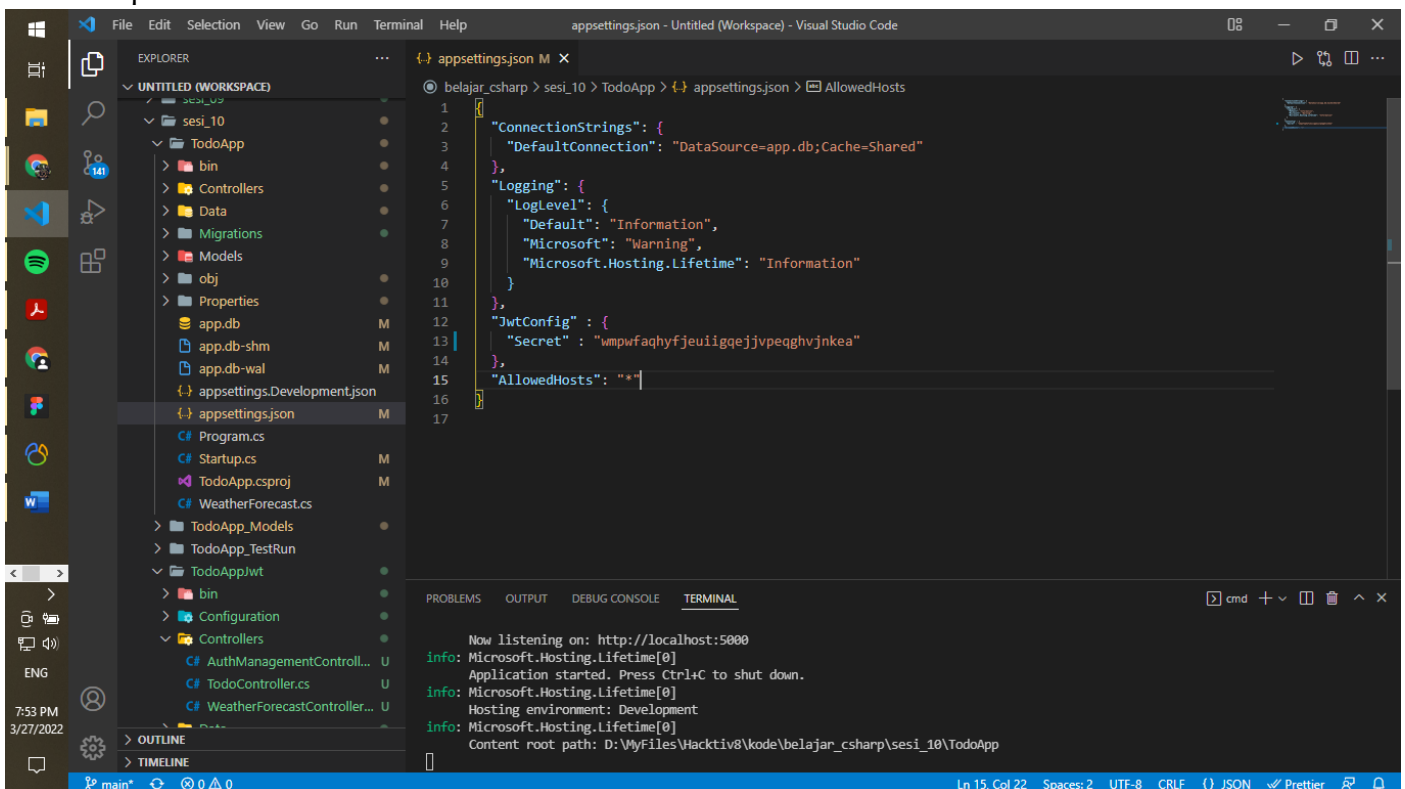 File Edit Selection View Go Run Terminal Help
appsettings.json - Untitled (Workspace) - Visual Studio Code
EXPLORER
UNTITLED (WORKSPACE)
sesi_09
sesi_10
TodoApp
bin
Controllers
Data
Migrations
Models
obj
Properties
app.db M
app.db-shm M
app.db-wal M
appsettings.Development.json
appsettings.json M
C# Program.cs
C# Startup.cs M
TodoApp.csproj M
C# WeatherForecast.cs
TodoApp_Models
TodoApp_TestRun
TodoAppJwt
bin
Configuration
Controllers
C# AuthManagementControll... U
C# TodoController.cs U
C# WeatherForecastController... U
Data
OUTLINE
TIMELINE
141
{..} appsettings.json M ×
belajar_csharp > sesi_10 > TodoApp > {..} appsettings.json > AllowedHosts
1 {
2 "ConnectionStrings": {
3 "DefaultConnection": "DataSource=app.db;Cache=Shared"
4 },
5 "Logging": {
6 "LogLevel": {
7 "Default": "Information",
8 "Microsoft": "Warning",
9 "Microsoft.Hosting.Lifetime": "Information"
10 }
11 },
12 "JwtConfig" : {
13 "Secret" : "wmpwfaqhyfjeuiigqejjvpeqghvjnkea"
14 },
15 "AllowedHosts": "*"
16 }
17
PROBLEMS OUTPUT DEBUG CONSOLE TERMINAL
cmd
Now listening on: http://localhost:5000
info: Microsoft.Hosting.Lifetime[0]
Application started. Press Ctrl+C to shut down.
info: Microsoft.Hosting.Lifetime[0]
Hosting environment: Development
info: Microsoft.Hosting.Lifetime[0]
Content root path: D:\MyFiles\Hacktiv8\kode\belajar_csharp\sesi_10\TodoApp
ENG
7:53 PM
3/27/2022
main* 0 0 Ln 15, Col 22 Spaces: 2 UTF-8 CRLF {} JSON Prettier